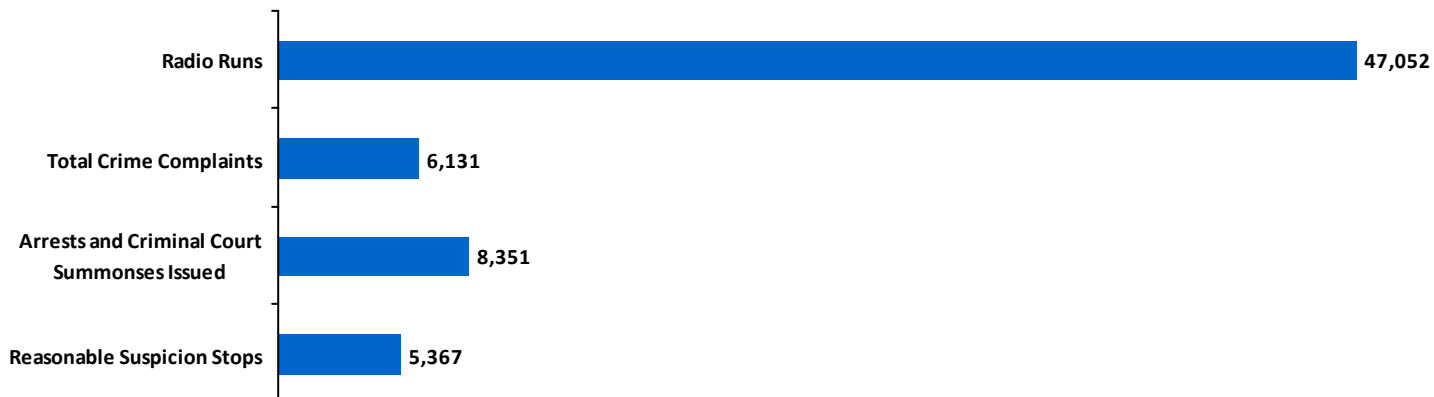 Radio Runs
47,052
Total Crime Complaints
6,131
Arrests and Criminal Court
Summonses Issued
8,351
Reasonable Suspicion Stops
5,367